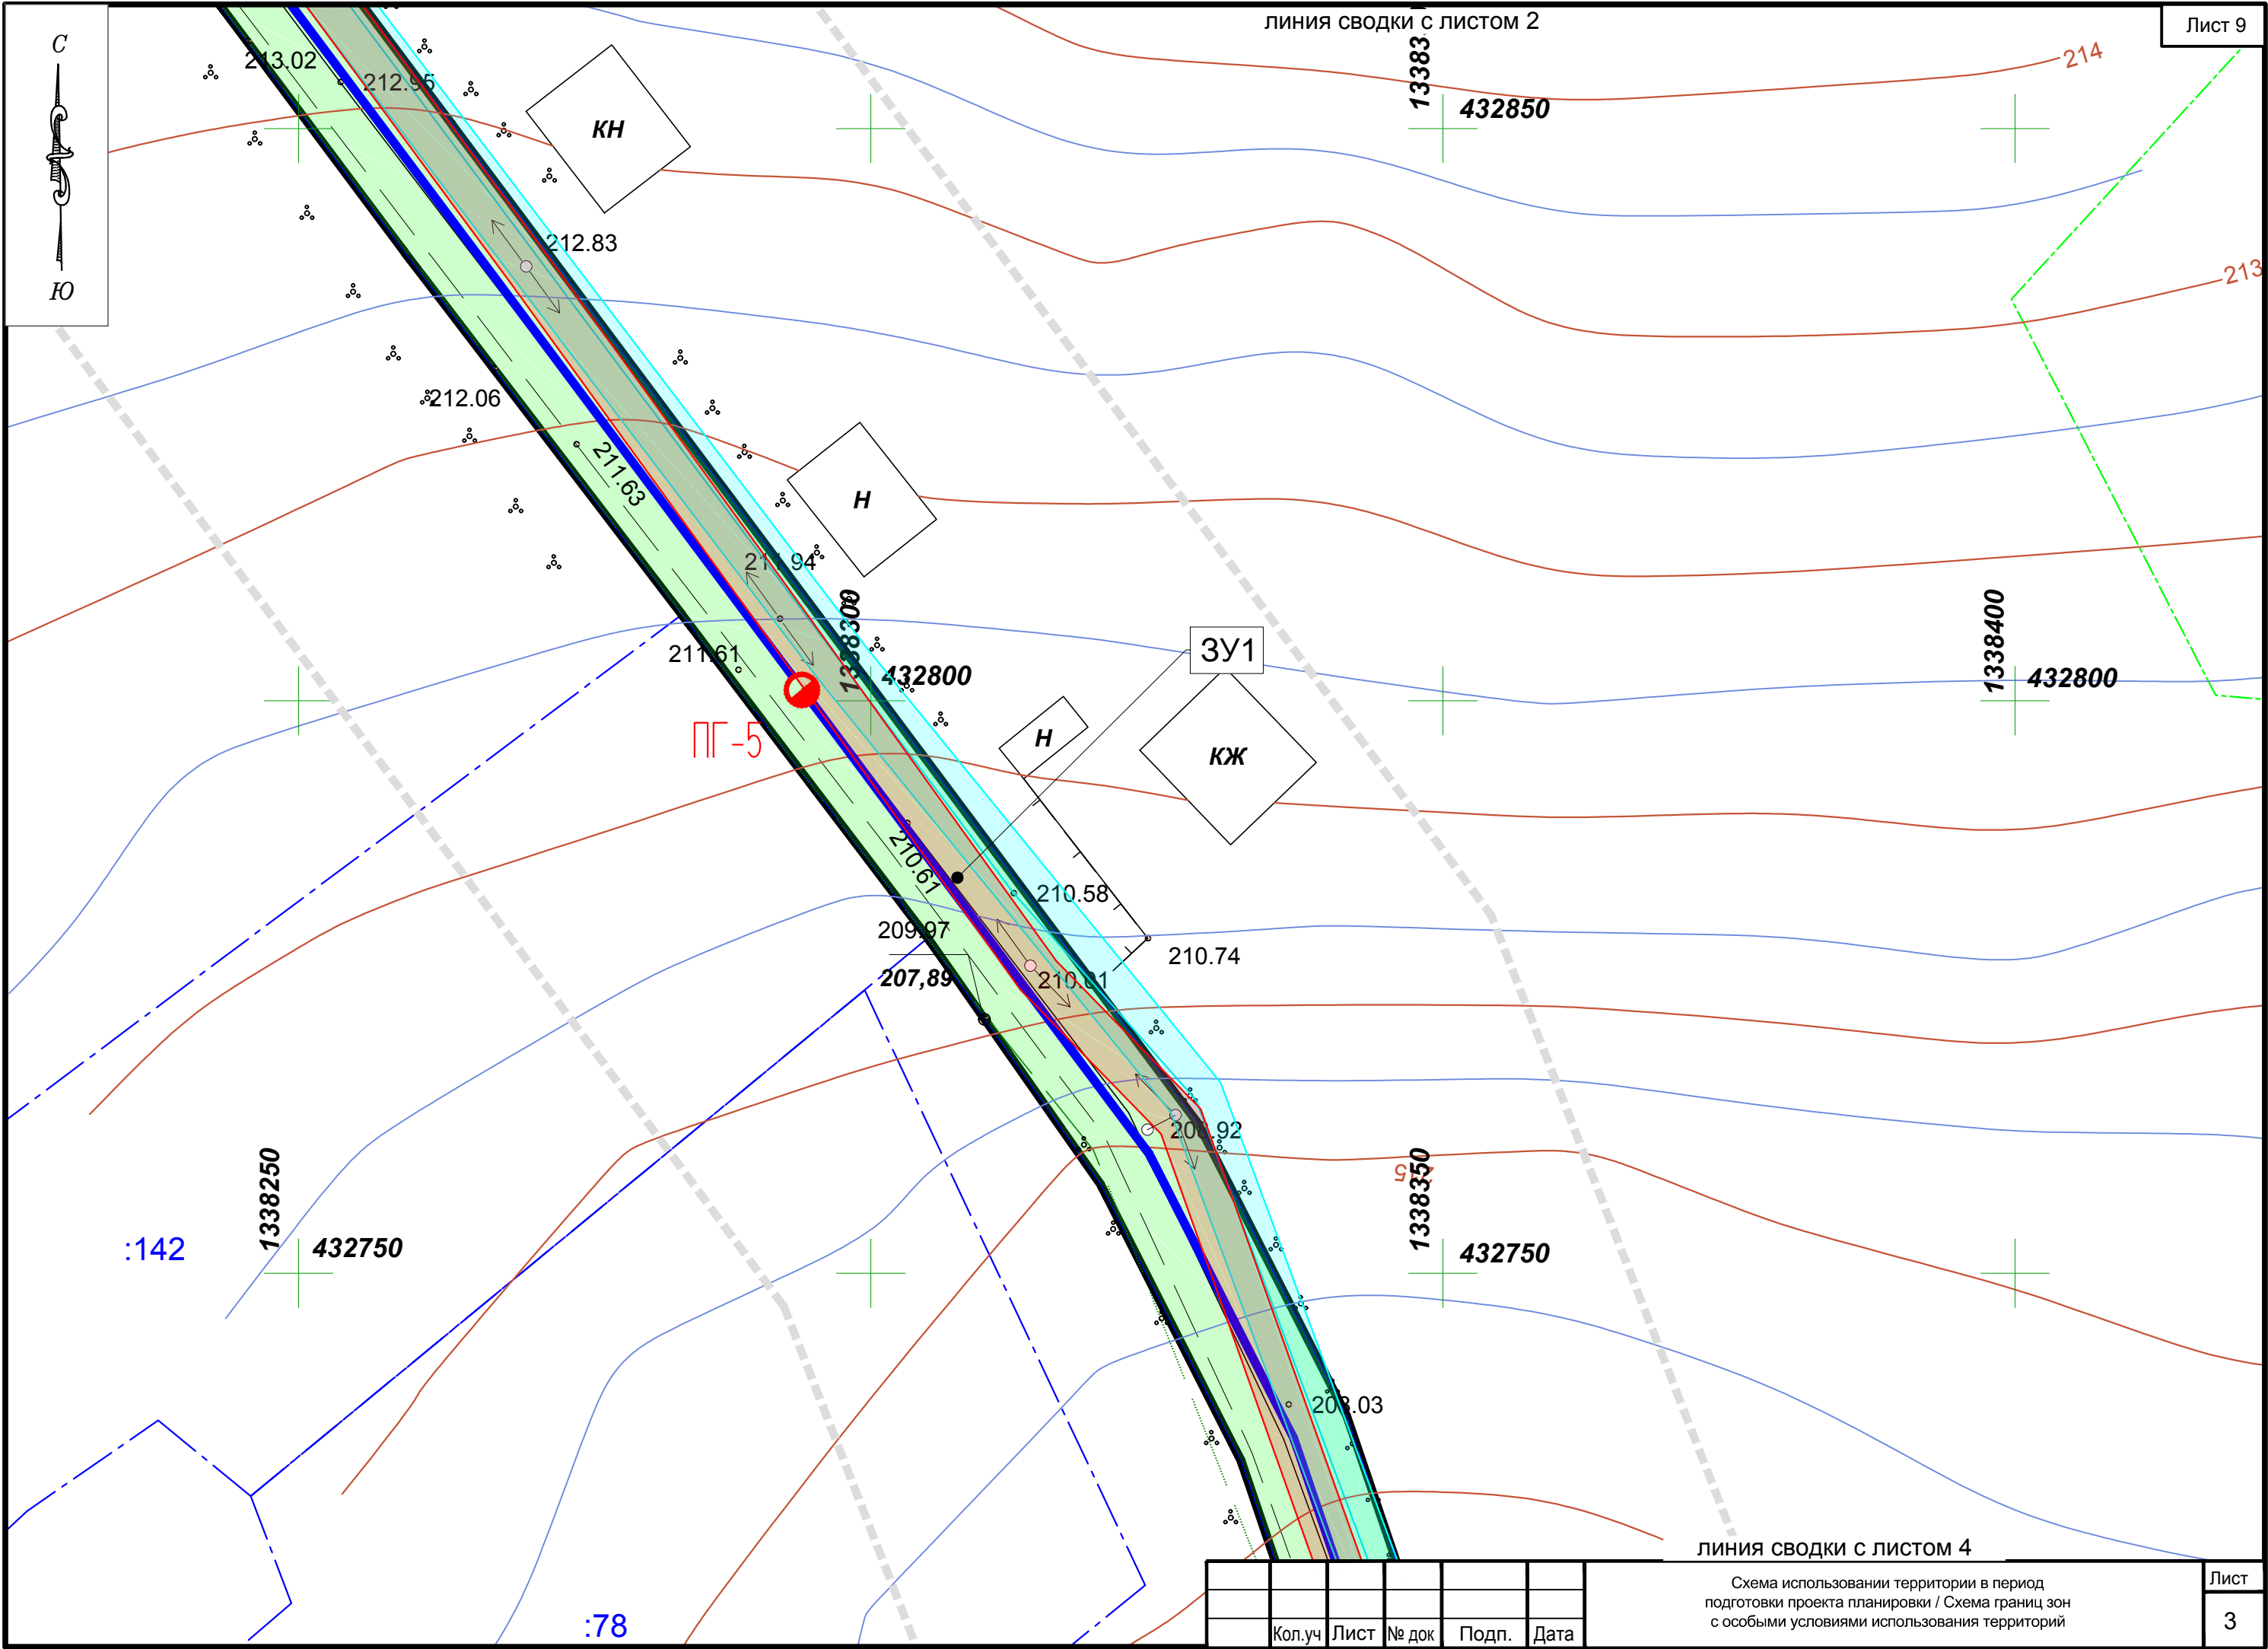 линия сводки с листом 2
Лист 9
С
Ю
213.02
212.95
13383
432850
214
КН
212.83
213
212.06
211.63
Н
211.94
1338300
432800
211.61
ЗУ1
1338400
432800
ПГ-5
Н
КЖ
210.61
210.58
209.97
207,89
210.74
210.01
1338250
432750
:142
1338350
432750
215
208.03
:78
линия сводки с листом 4
Кол.уч Лист № док Подп. Дата
Схема использовании территории в период
подготовки проекта планировки / Схема границ зон
с особыми условиями использования территорий
Лист
3